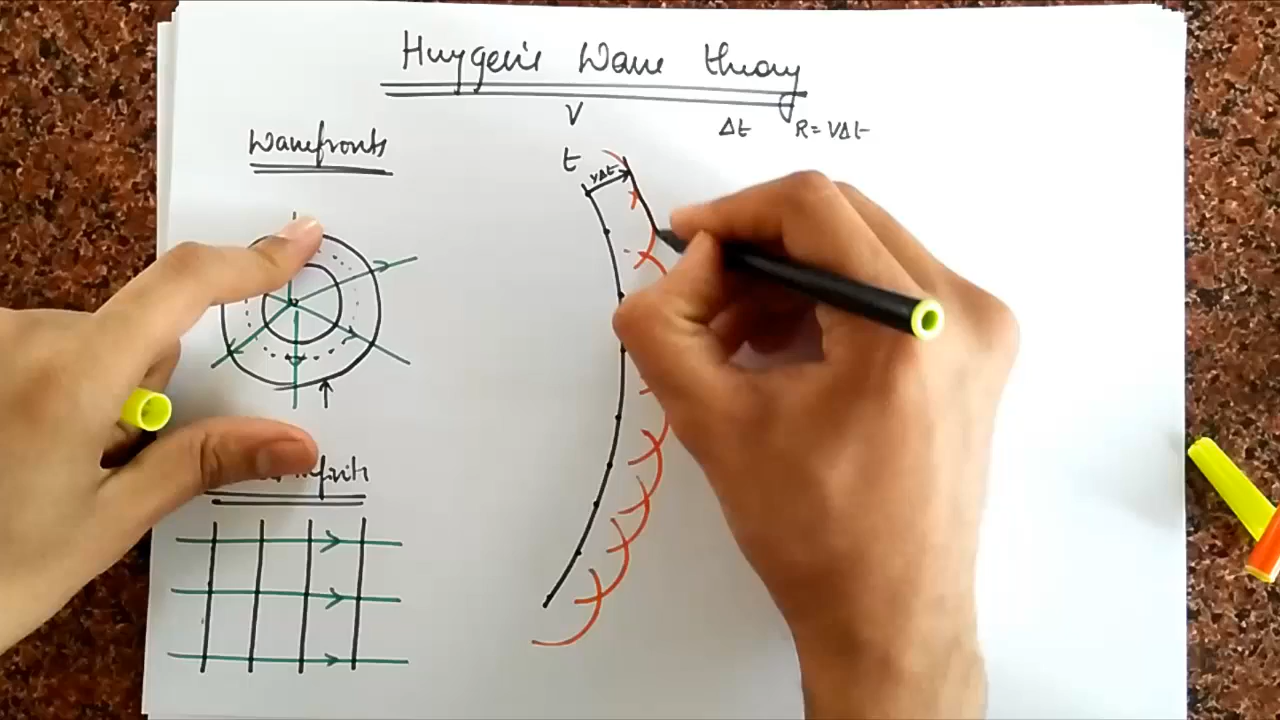 Huygen's Wave theory
V
Δt R = VΔt
Wavefronts
t
VΔt